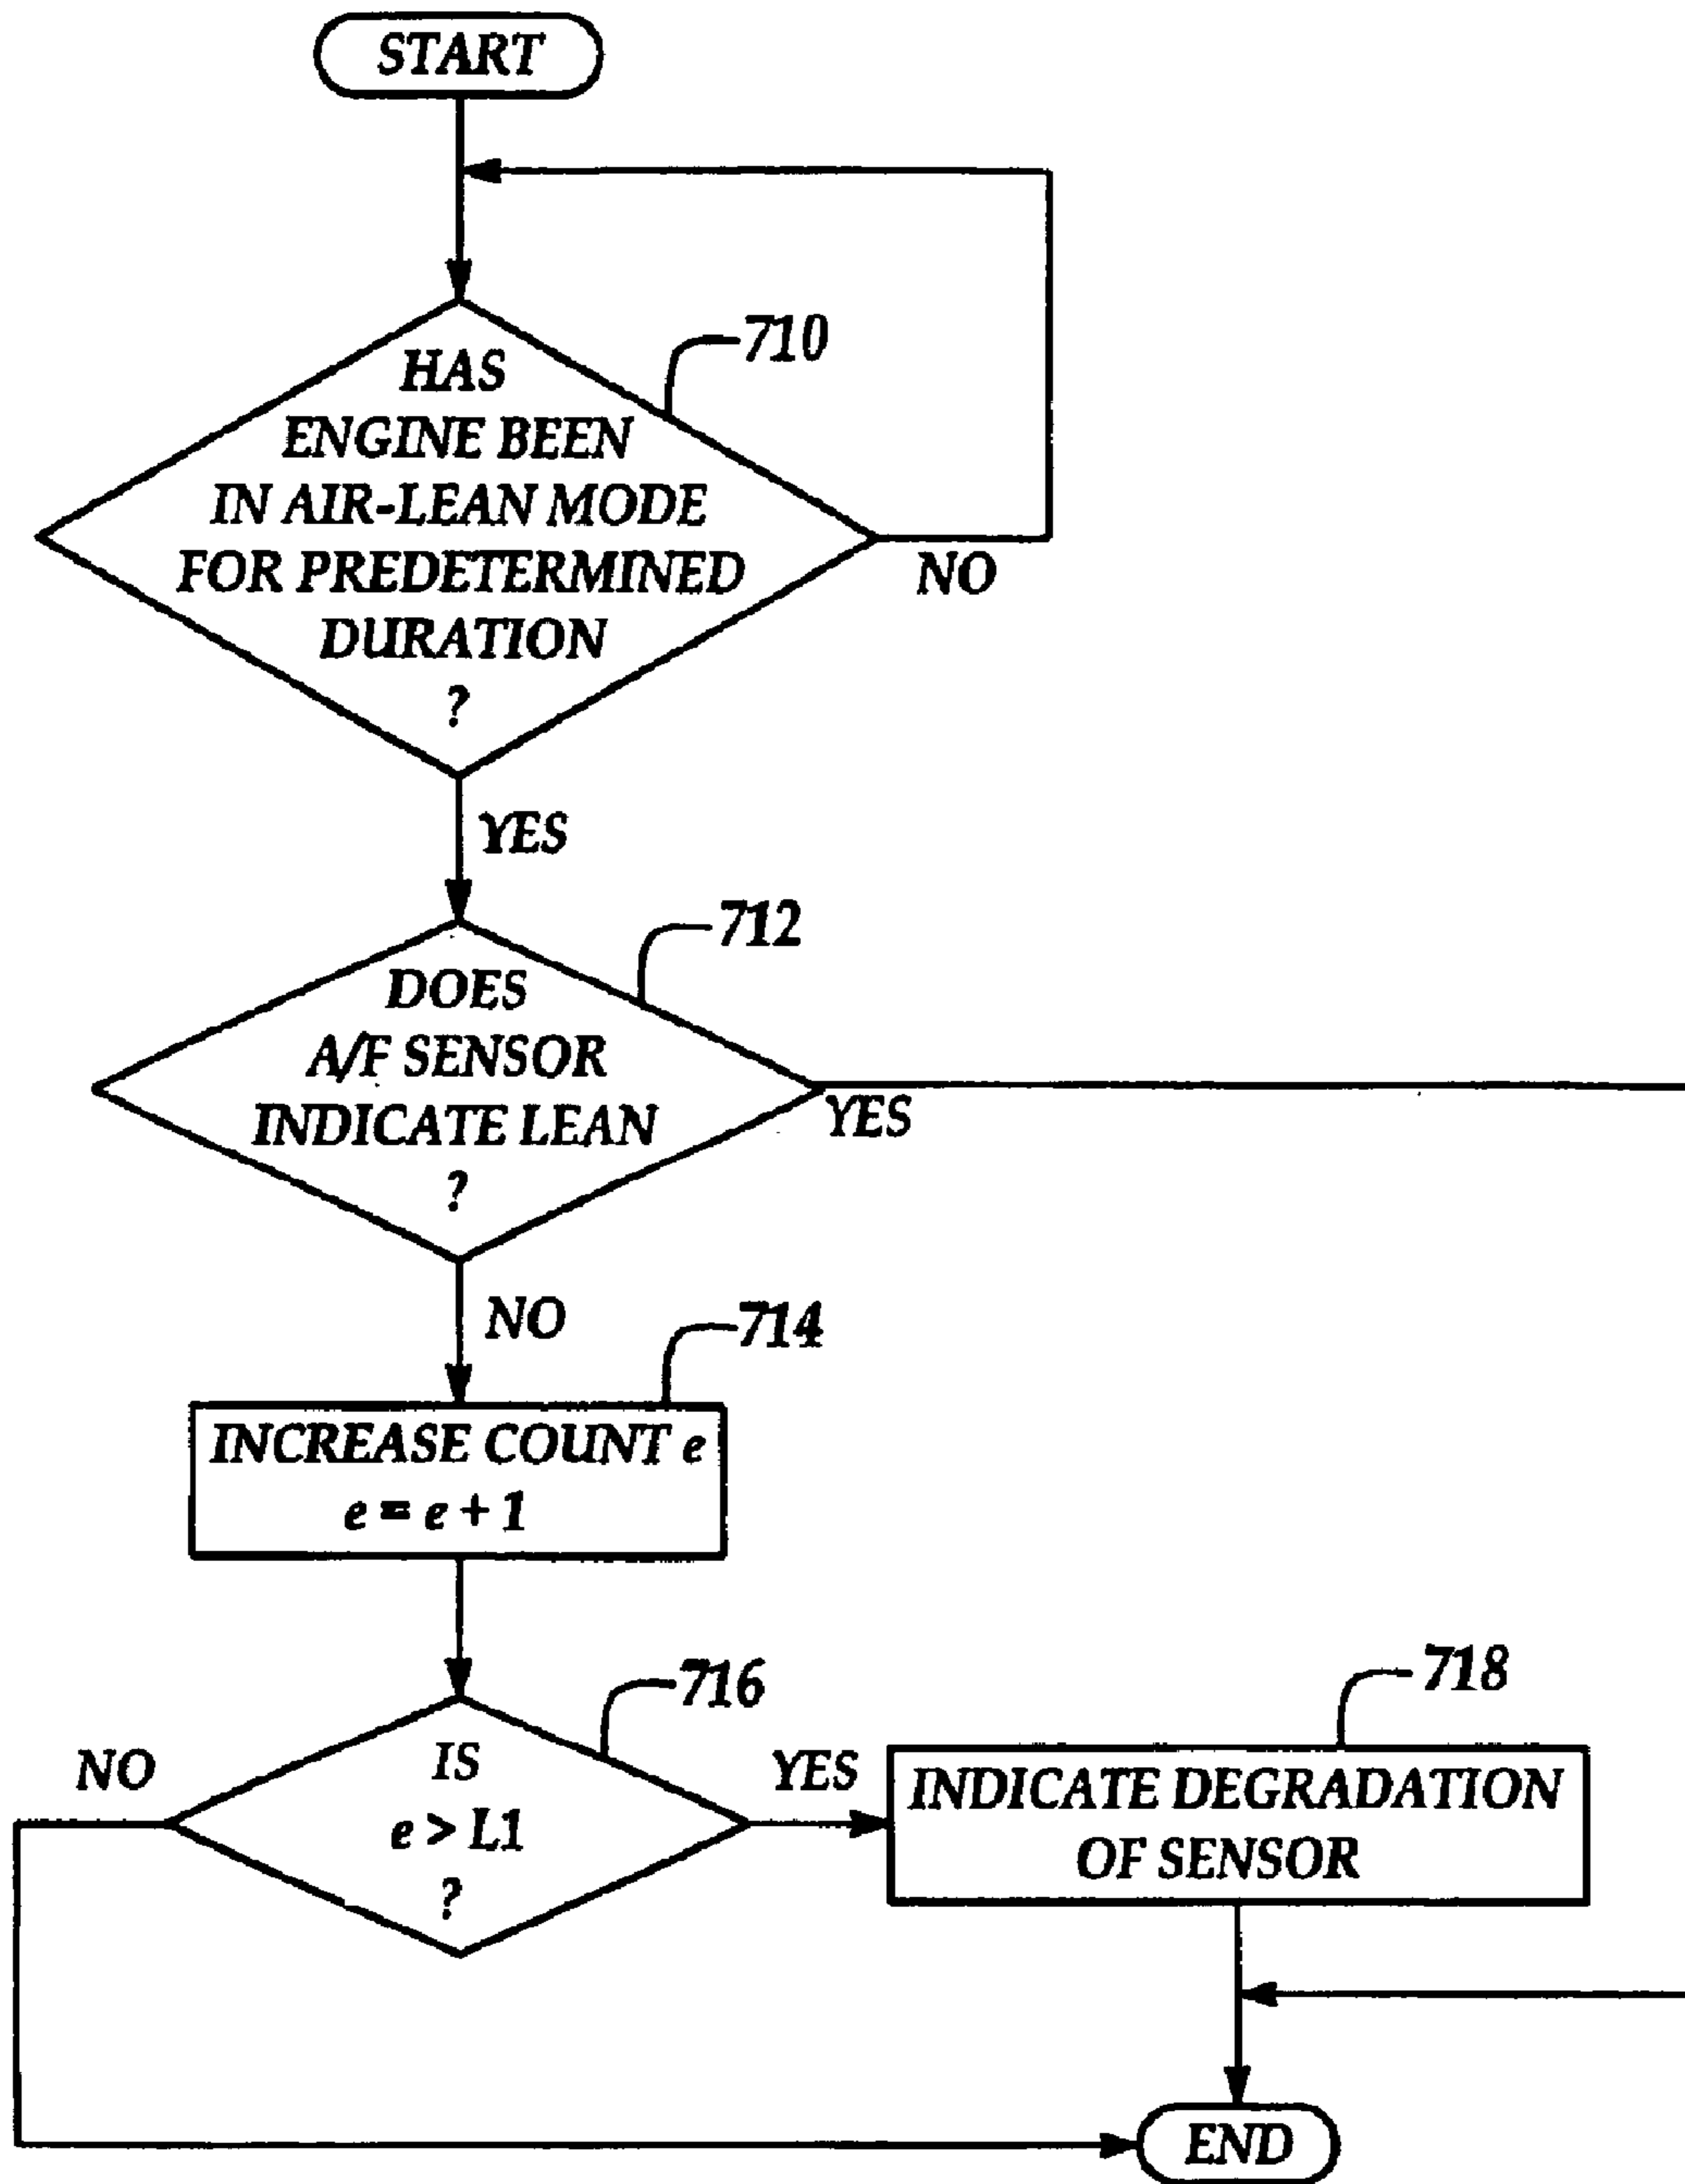 START
710
HAS
ENGINE BEEN
IN AIR-LEAN MODE
FOR PREDETERMINED
DURATION
?
NO
YES
712
DOES
A/F SENSOR
INDICATE LEAN
?
YES
NO
714
INCREASE COUNT e
e = e + 1
716
IS
e > L1
?
NO
YES
718
INDICATE DEGRADATION
OF SENSOR
END